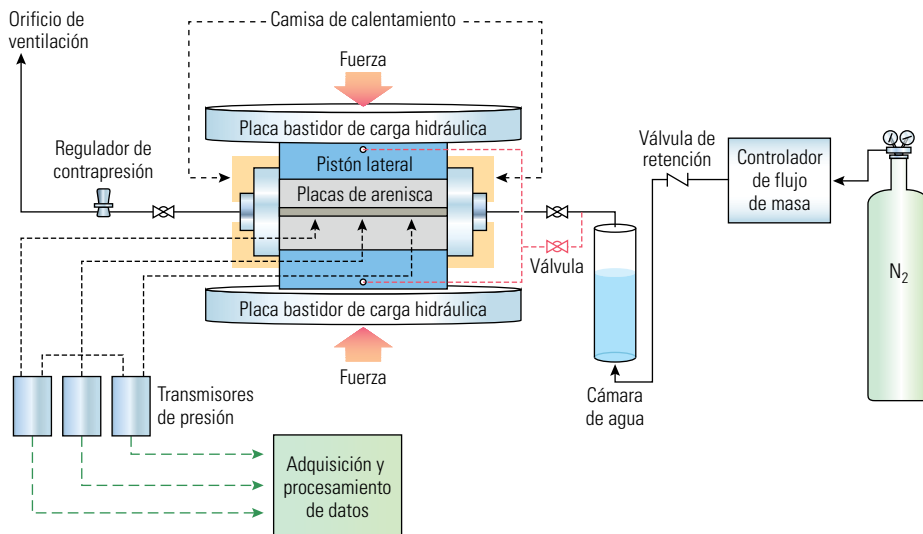 Orificio de
ventilación
Camisa de calentamiento
Fuerza
Placa bastidor de carga hidráulica
Regulador de
contrapresión
Pistón lateral
Placas de arenisca
Válvula de
retención
Controlador
de flujo
de masa
Válvula
N₂
Placa bastidor de carga hidráulica
Fuerza
Transmisores
de presión
Cámara
de agua
Adquisición y
procesamiento
de datos